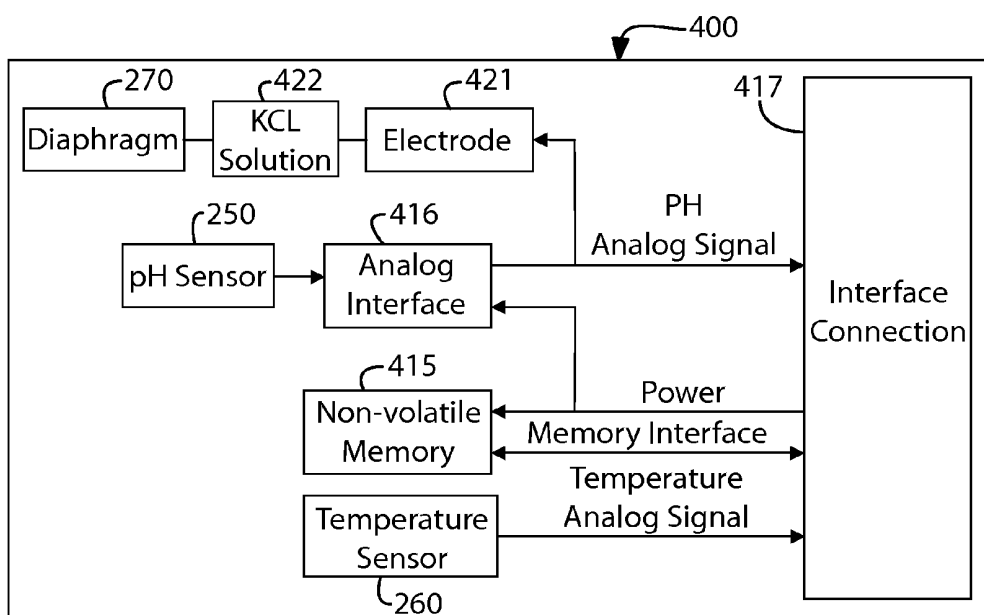 400
270
422
421
417
Diaphragm
KCL
Solution
Electrode
250
416
PH
Analog Signal
pH Sensor
Analog
Interface
Interface
Connection
415
Power
Non-volatile
Memory
Memory Interface
Temperature
Analog Signal
Temperature
Sensor
260